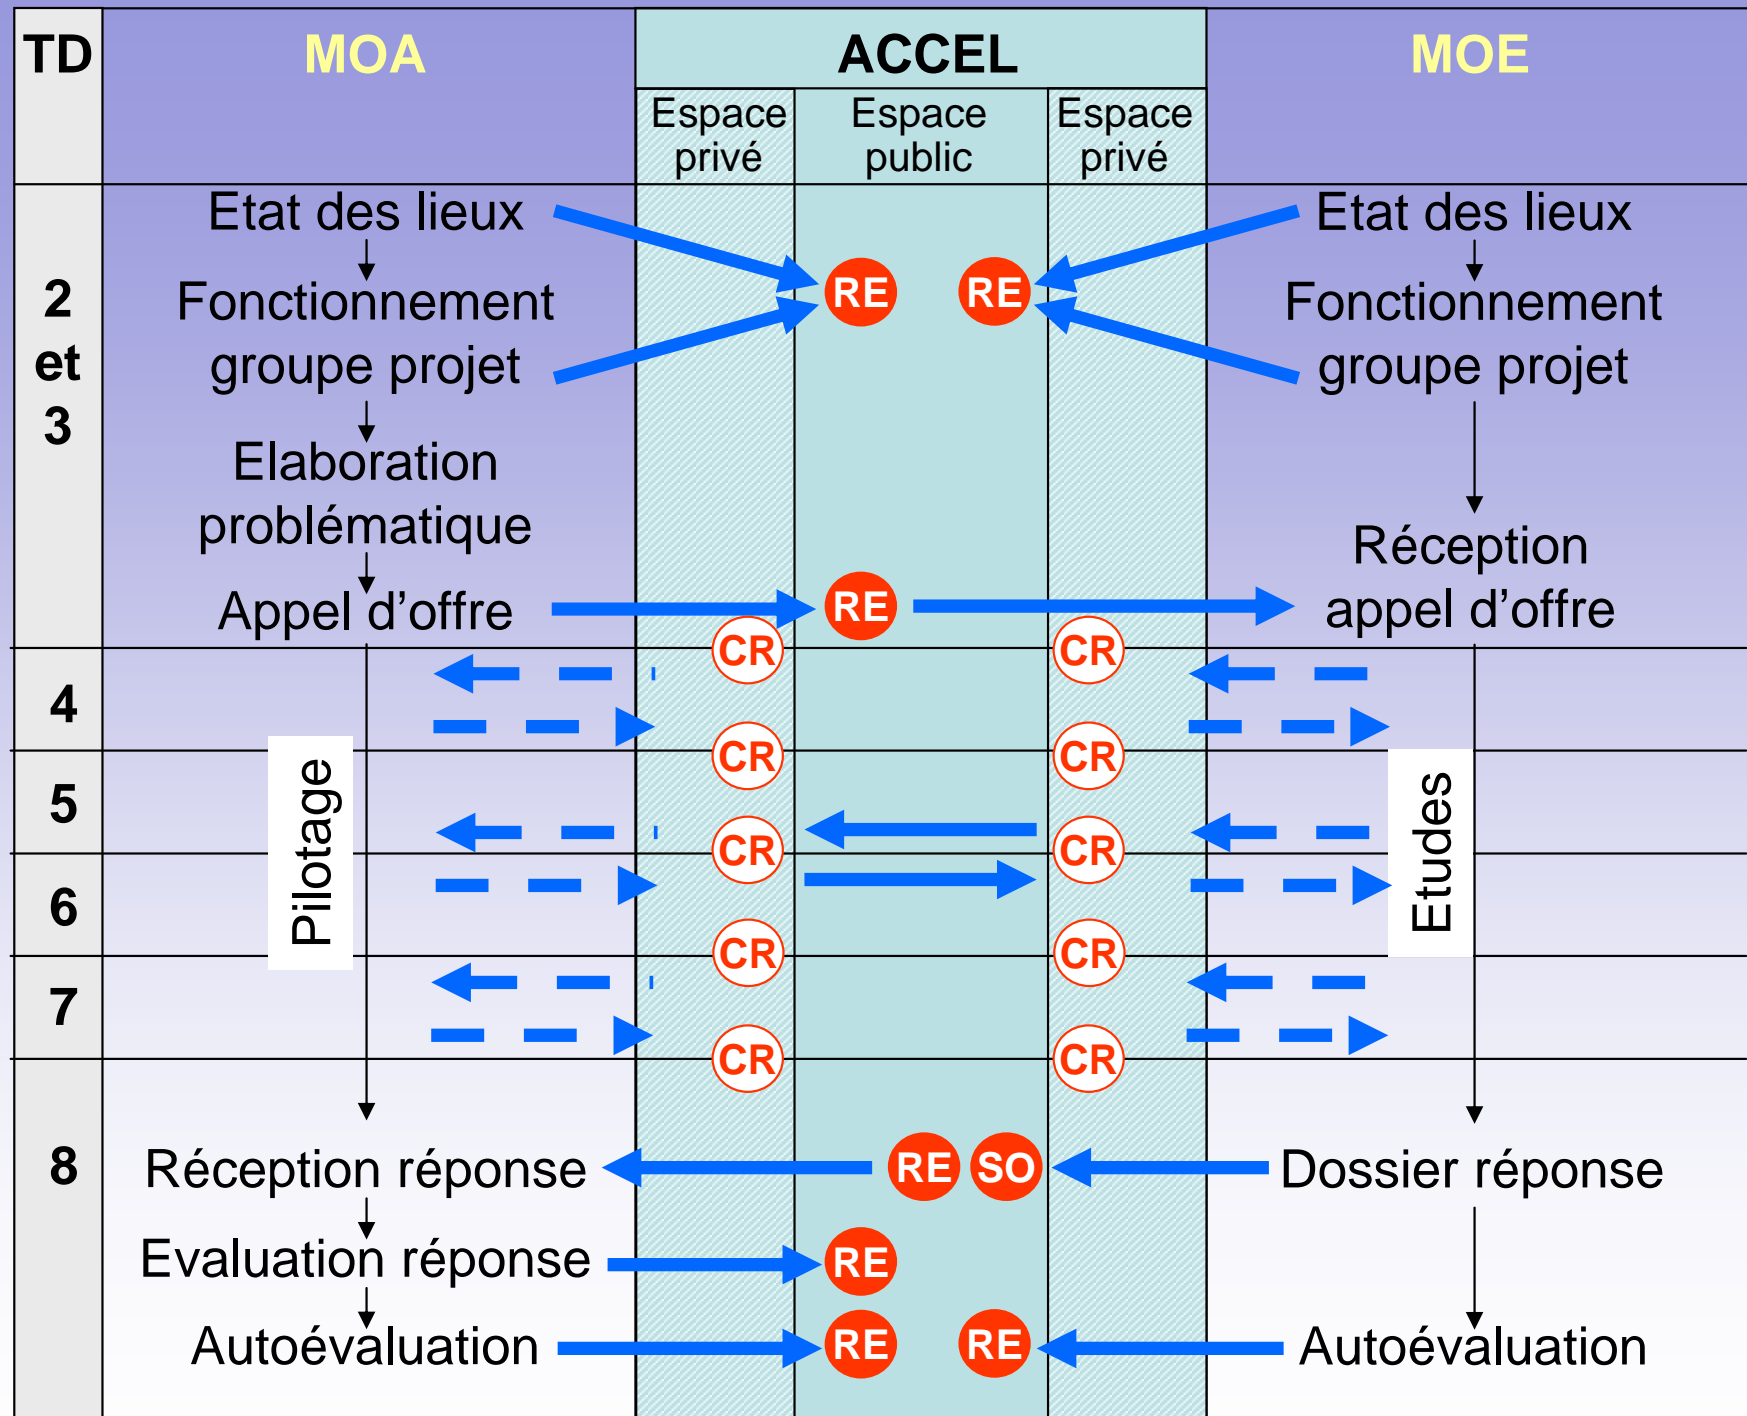 TD
MOA
ACCEL
MOE
Espace
privé
Espace
public
Espace
privé
2
et
3
Etat des lieux
Fonctionnement
groupe projet
Elaboration
problématique
Appel d’offre
RE
RE
RE
Etat des lieux
Fonctionnement
groupe projet
Réception
appel d’offre
CR
CR
4
CR
CR
5
Pilotage
Etudes
CR
CR
6
CR
CR
7
CR
CR
8
Réception réponse
RE
SO
Dossier réponse
Evaluation réponse
RE
Autoévaluation
RE
RE
Autoévaluation